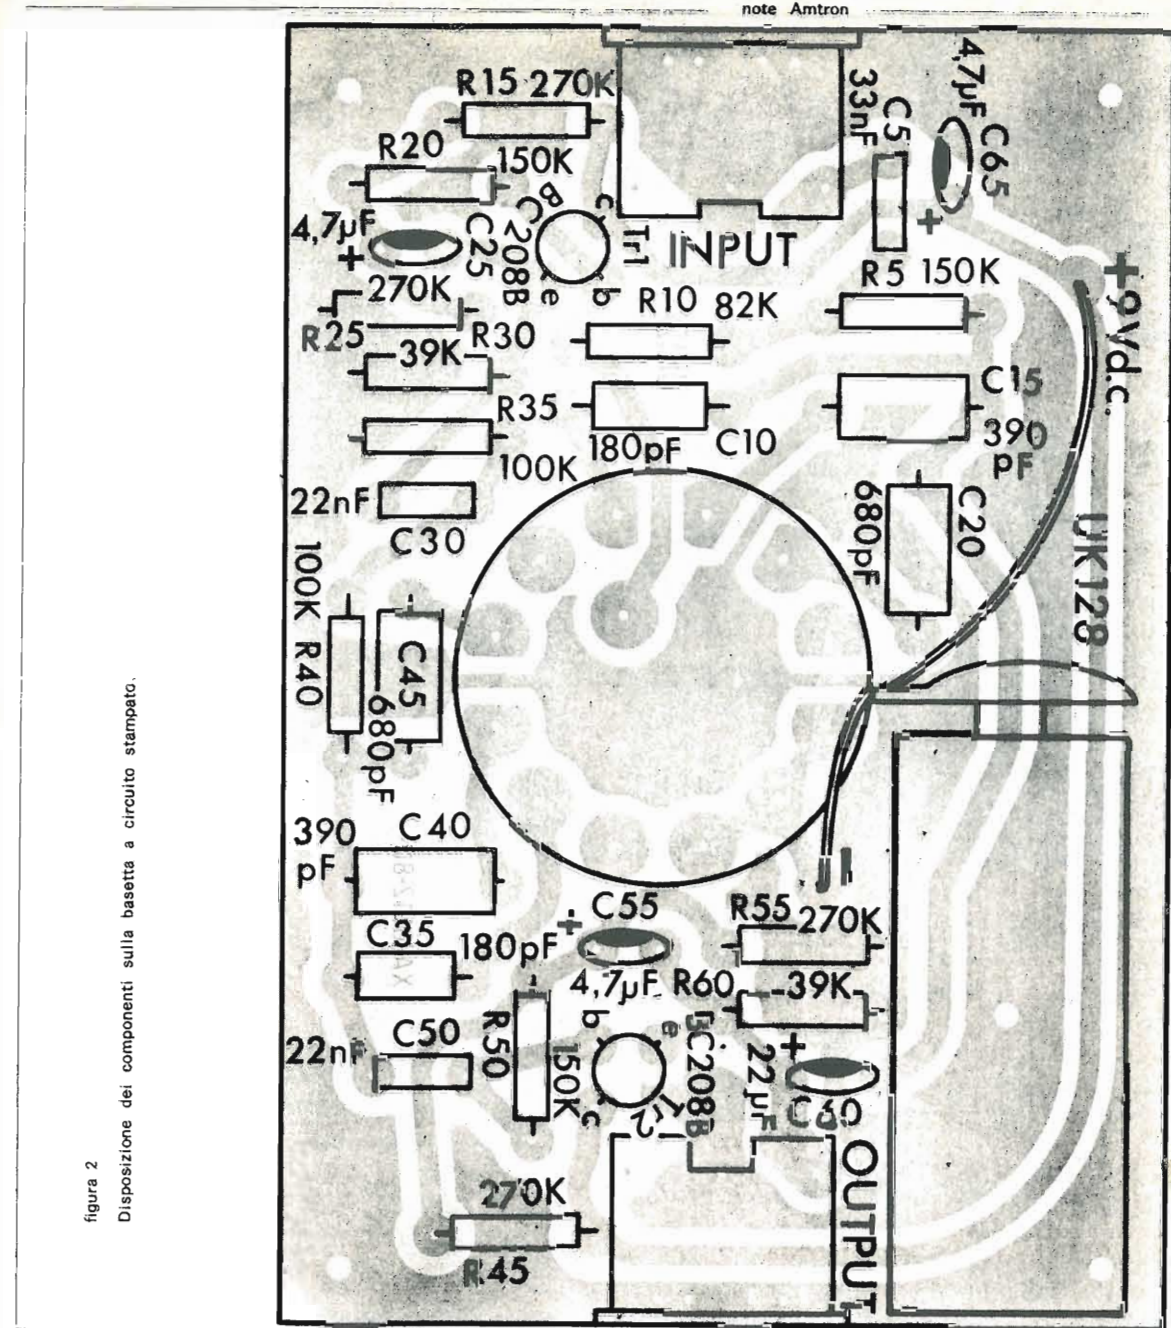 note Amtron
R15 270K
R20
150K
4,7µF
+
C25
BC208B
c
e
b
Tr1
INPUT
33nF
C5
4,7µF
C65
+
270K
R25
R30
39K
R10 82K
R5 150K
+9Vd.c.
R35
100K
180pF
C10
C15
390
pF
22nF
C30
680pF
C20
UK128
100K R40
C45
680pF
390
pF
C40
C35
180pF
+
C55
4,7µF
–
R55
270K
R60
39K
22nF
C50
R50
150K
b
e
c
BC208B
Tr2
22µF
+
C60
OUTPUT
270K
R45
figura 2
Disposizione dei componenti sulla basetta a circuito stampato.